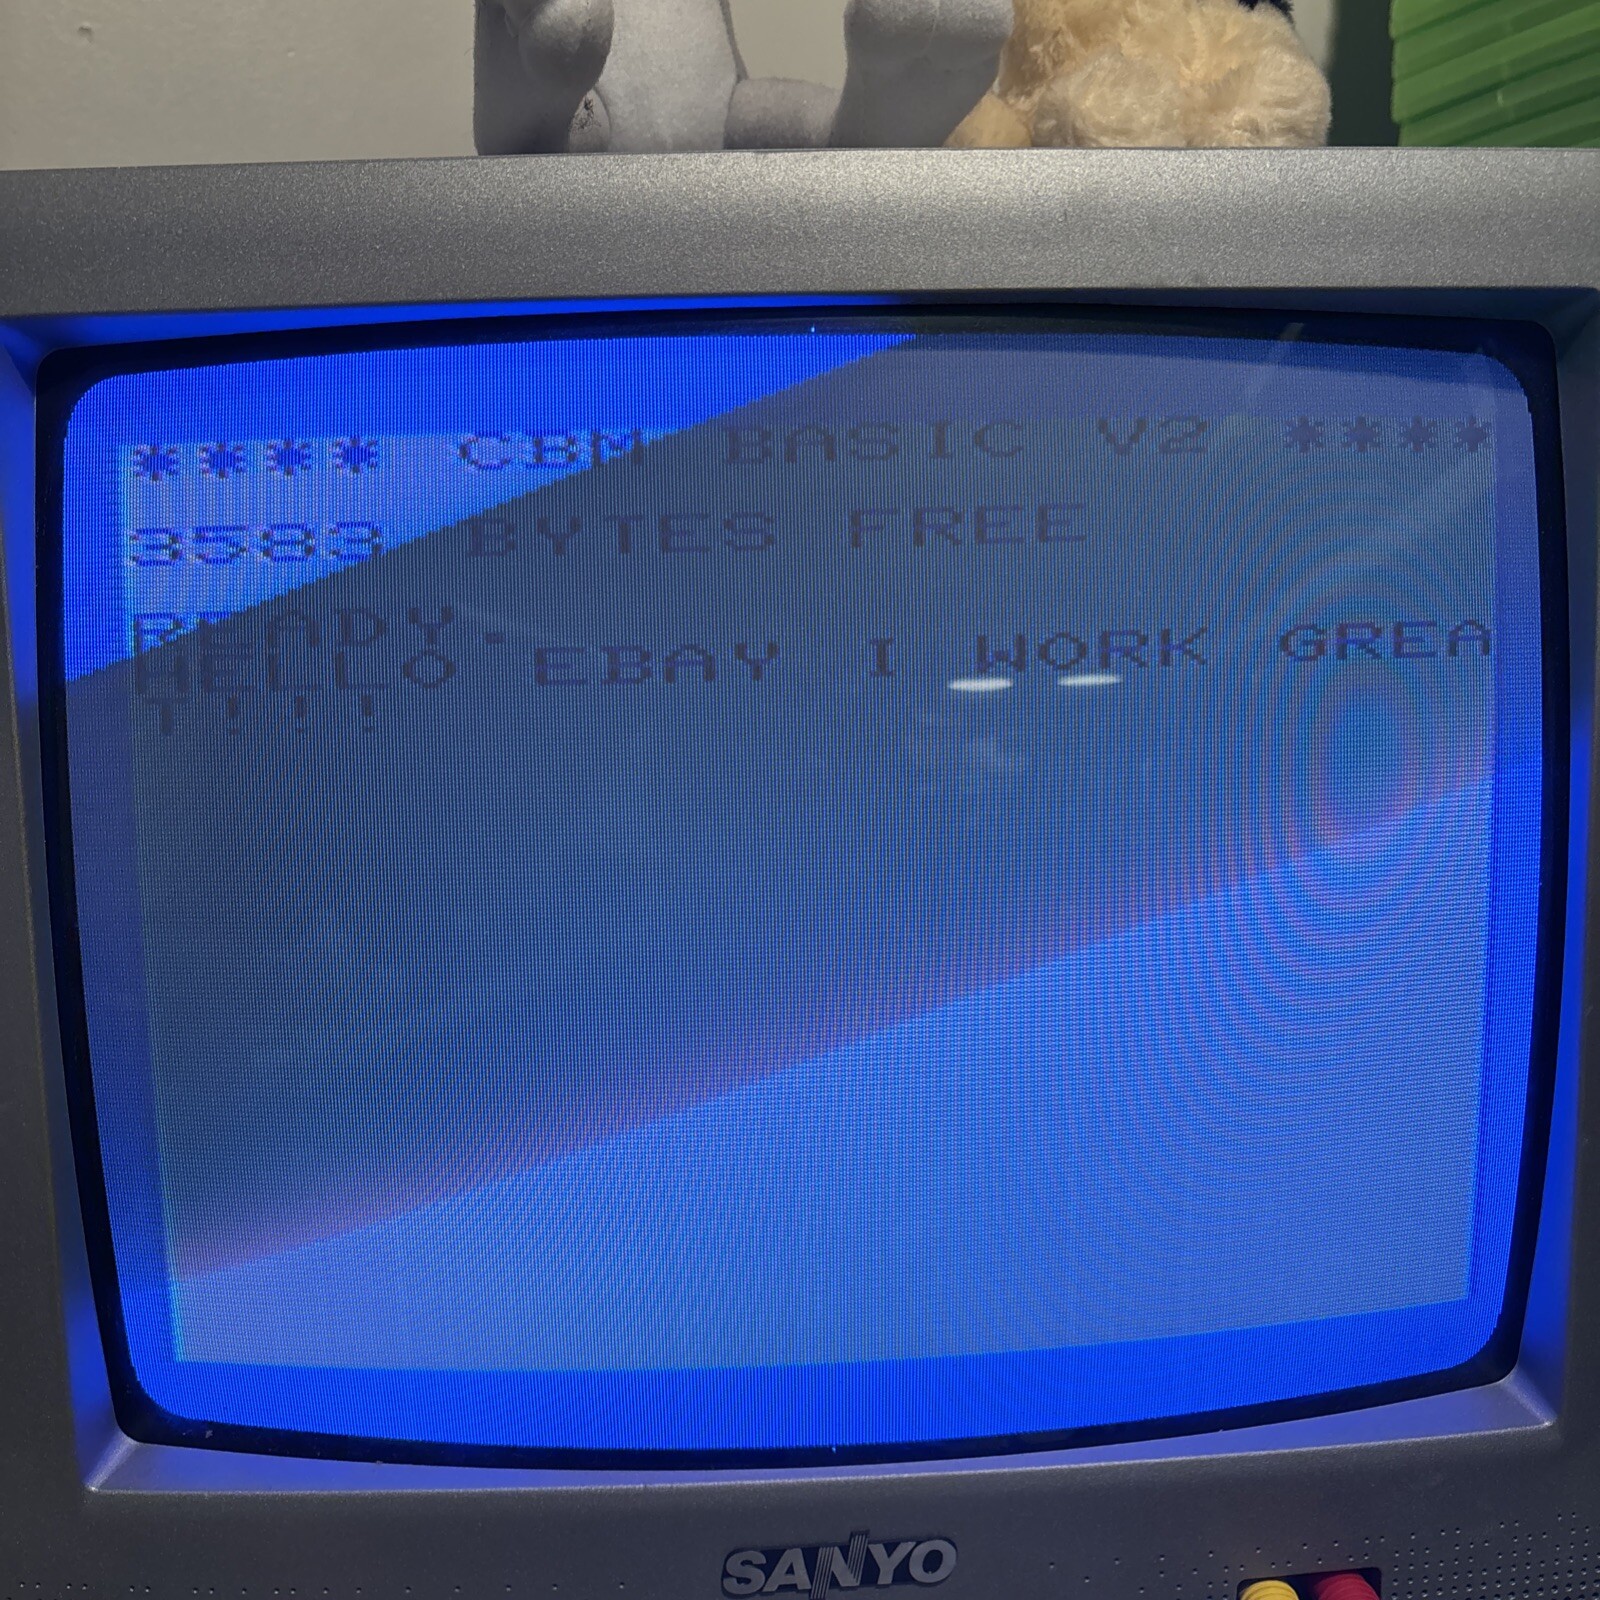 **** CBM BASIC V2 ****
3583 BYTES FREE
READY.
HELLO EBAY I WORK GREA
T!!!
SANYO